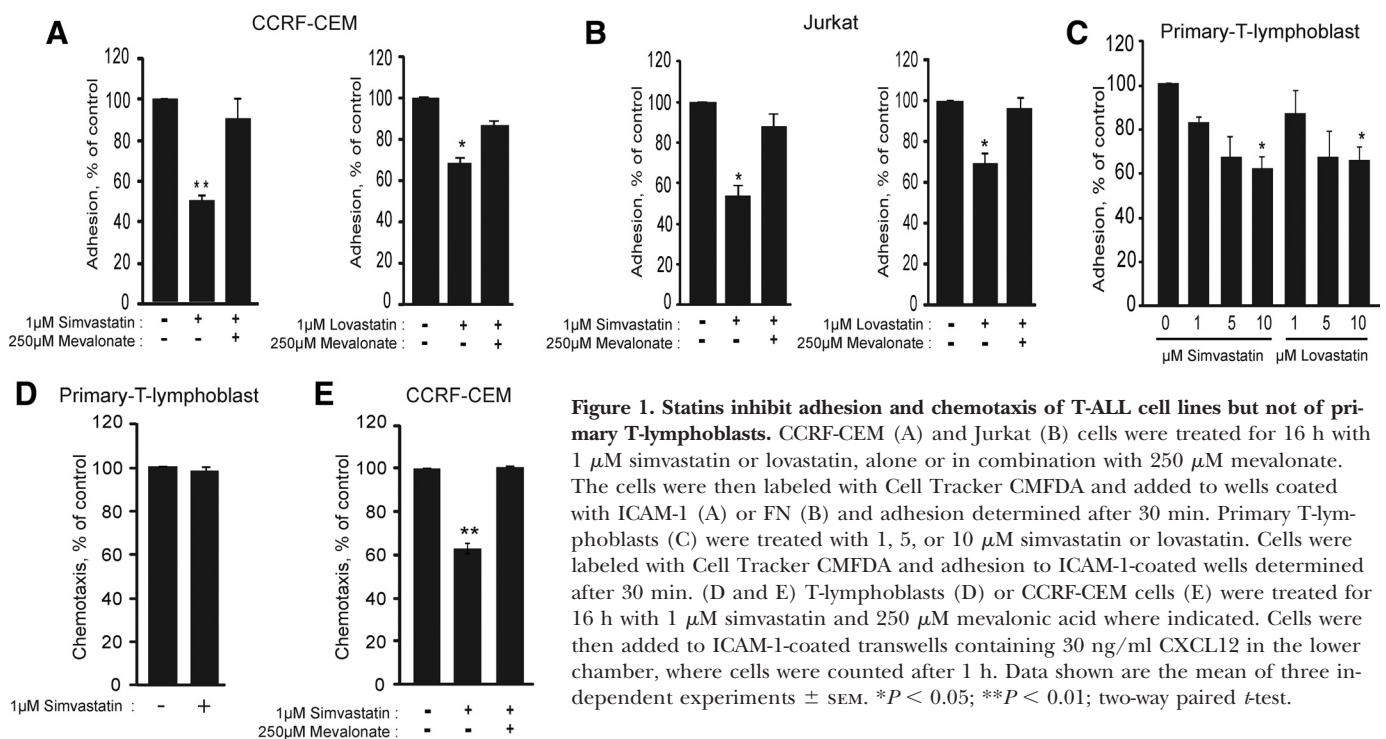 A
CCRF-CEM
Adhesion, % of control
120
100
80
60
40
20
0
**
1µM Simvastatin : - + +
250µM Mevalonate : - - +
Adhesion, % of control
120
100
80
60
40
20
0
*
1µM Lovastatin : - + +
250µM Mevalonate : - - +
B
Jurkat
Adhesion, % of control
120
100
80
60
40
20
0
*
1µM Simvastatin : - + +
250µM Mevalonate : - - +
Adhesion, % of control
120
100
80
60
40
20
0
*
1µM Lovastatin : - + +
250µM Mevalonate : - - +
C
Primary-T-lymphoblast
Adhesion, % of control
120
100
80
60
40
20
0
* *
0 1 5 10 1 5 10
µM Simvastatin µM Lovastatin
D
Primary-T-lymphoblast
Chemotaxis, % of control
120
100
80
60
40
20
0
1µM Simvastatin : - +
E
CCRF-CEM
Chemotaxis, % of control
120
100
80
60
40
20
0
**
1µM Simvastatin : - + +
250µM Mevalonate : - - +
Figure 1. Statins inhibit adhesion and chemotaxis of T-ALL cell lines but not of pri-
mary T-lymphoblasts. CCRF-CEM (A) and Jurkat (B) cells were treated for 16 h with
1 µM simvastatin or lovastatin, alone or in combination with 250 µM mevalonate.
The cells were then labeled with Cell Tracker CMFDA and added to wells coated
with ICAM-1 (A) or FN (B) and adhesion determined after 30 min. Primary T-lym-
phoblasts (C) were treated with 1, 5, or 10 µM simvastatin or lovastatin. Cells were
labeled with Cell Tracker CMFDA and adhesion to ICAM-1-coated wells determined
after 30 min. (D and E) T-lymphoblasts (D) or CCRF-CEM cells (E) were treated for
16 h with 1 µM simvastatin and 250 µM mevalonic acid where indicated. Cells were
then added to ICAM-1-coated transwells containing 30 ng/ml CXCL12 in the lower
chamber, where cells were counted after 1 h. Data shown are the mean of three in-
dependent experiments ± SEM. *P < 0.05; **P < 0.01; two-way paired t-test.